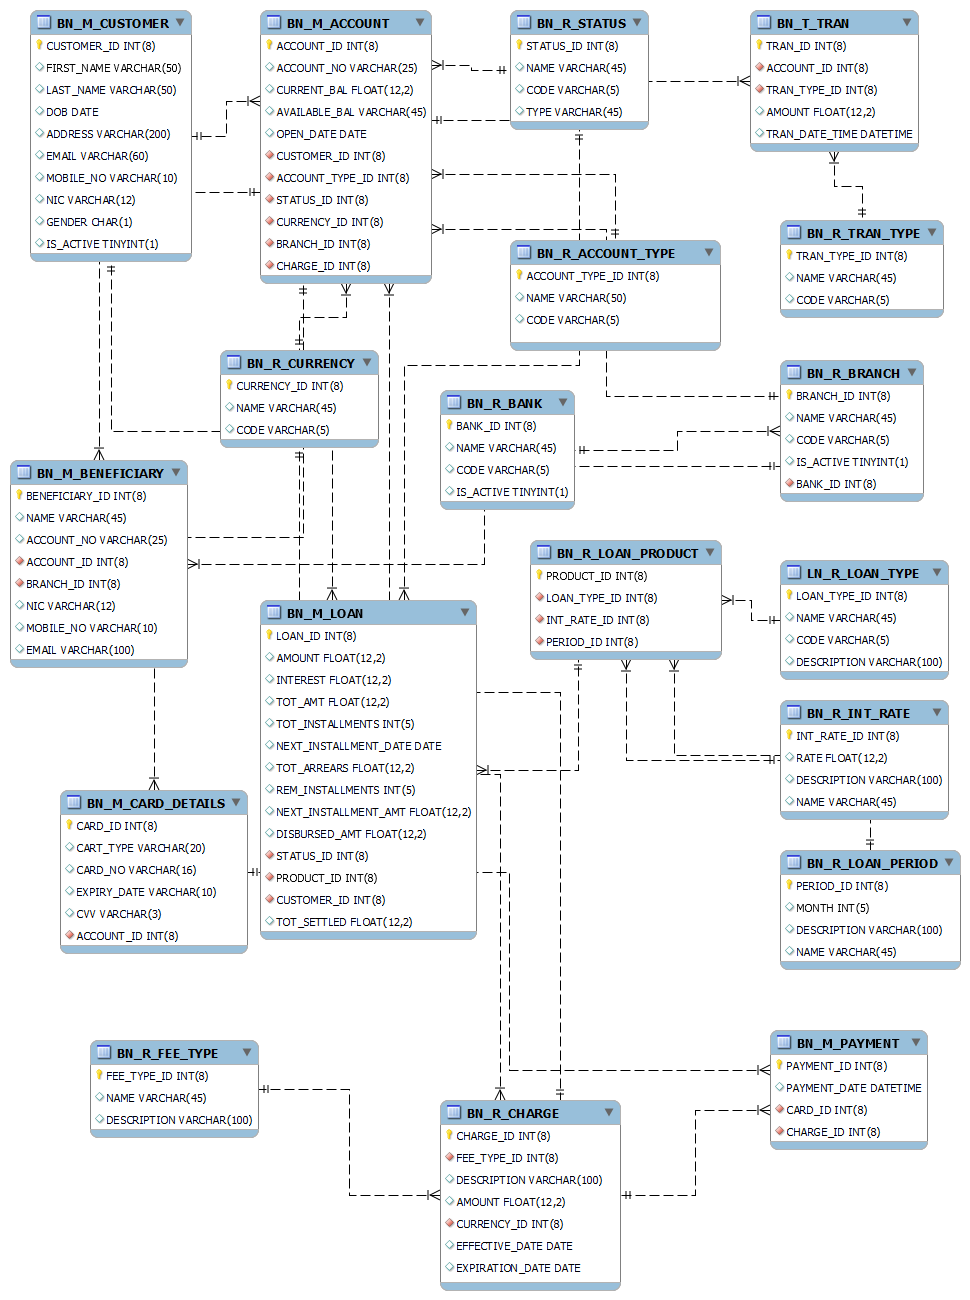 BN_M_CUSTOMER
CUSTOMER_ID INT(8)
FIRST_NAME VARCHAR(50)
LAST_NAME VARCHAR(50)
DOB DATE
ADDRESS VARCHAR(200)
EMAIL VARCHAR(60)
MOBILE_NO VARCHAR(10)
NIC VARCHAR(12)
GENDER CHAR(1)
IS_ACTIVE TINYINT(1)
BN_M_ACCOUNT
ACCOUNT_ID INT(8)
ACCOUNT_NO VARCHAR(25)
CURRENT_BAL FLOAT(12,2)
AVAILABLE_BAL VARCHAR(45)
OPEN_DATE DATE
CUSTOMER_ID INT(8)
ACCOUNT_TYPE_ID INT(8)
STATUS_ID INT(8)
CURRENCY_ID INT(8)
BRANCH_ID INT(8)
CHARGE_ID INT(8)
BN_R_STATUS
STATUS_ID INT(8)
NAME VARCHAR(45)
CODE VARCHAR(5)
TYPE VARCHAR(45)
BN_T_TRAN
TRAN_ID INT(8)
ACCOUNT_ID INT(8)
TRAN_TYPE_ID INT(8)
AMOUNT FLOAT(12,2)
TRAN_DATE_TIME DATETIME
BN_R_TRAN_TYPE
TRAN_TYPE_ID INT(8)
NAME VARCHAR(45)
CODE VARCHAR(5)
BN_R_ACCOUNT_TYPE
ACCOUNT_TYPE_ID INT(8)
NAME VARCHAR(50)
CODE VARCHAR(5)
BN_R_CURRENCY
CURRENCY_ID INT(8)
NAME VARCHAR(45)
CODE VARCHAR(5)
BN_R_BANK
BANK_ID INT(8)
NAME VARCHAR(45)
CODE VARCHAR(5)
IS_ACTIVE TINYINT(1)
BN_R_BRANCH
BRANCH_ID INT(8)
NAME VARCHAR(45)
CODE VARCHAR(5)
IS_ACTIVE TINYINT(1)
BANK_ID INT(8)
BN_M_BENEFICIARY
BENEFICIARY_ID INT(8)
NAME VARCHAR(45)
ACCOUNT_NO VARCHAR(25)
ACCOUNT_ID INT(8)
BRANCH_ID INT(8)
NIC VARCHAR(12)
MOBILE_NO VARCHAR(10)
EMAIL VARCHAR(100)
BN_R_LOAN_PRODUCT
PRODUCT_ID INT(8)
LOAN_TYPE_ID INT(8)
INT_RATE_ID INT(8)
PERIOD_ID INT(8)
LN_R_LOAN_TYPE
LOAN_TYPE_ID INT(8)
NAME VARCHAR(45)
CODE VARCHAR(5)
DESCRIPTION VARCHAR(100)
BN_M_LOAN
LOAN_ID INT(8)
AMOUNT FLOAT(12,2)
INTEREST FLOAT(12,2)
TOT_AMT FLOAT(12,2)
TOT_INSTALLMENTS INT(5)
NEXT_INSTALLMENT_DATE DATE
TOT_ARREARS FLOAT(12,2)
REM_INSTALLMENTS INT(5)
NEXT_INSTALLMENT_AMT FLOAT(12,2)
DISBURSED_AMT FLOAT(12,2)
STATUS_ID INT(8)
PRODUCT_ID INT(8)
CUSTOMER_ID INT(8)
TOT_SETTLED FLOAT(12,2)
BN_R_INT_RATE
INT_RATE_ID INT(8)
RATE FLOAT(12,2)
DESCRIPTION VARCHAR(100)
NAME VARCHAR(45)
BN_M_CARD_DETAILS
CARD_ID INT(8)
CART_TYPE VARCHAR(20)
CARD_NO VARCHAR(16)
EXPIRY_DATE VARCHAR(10)
CVV VARCHAR(3)
ACCOUNT_ID INT(8)
BN_R_LOAN_PERIOD
PERIOD_ID INT(8)
MONTH INT(5)
DESCRIPTION VARCHAR(100)
NAME VARCHAR(45)
BN_R_FEE_TYPE
FEE_TYPE_ID INT(8)
NAME VARCHAR(45)
DESCRIPTION VARCHAR(100)
BN_M_PAYMENT
PAYMENT_ID INT(8)
PAYMENT_DATE DATETIME
CARD_ID INT(8)
CHARGE_ID INT(8)
BN_R_CHARGE
CHARGE_ID INT(8)
FEE_TYPE_ID INT(8)
DESCRIPTION VARCHAR(100)
AMOUNT FLOAT(12,2)
CURRENCY_ID INT(8)
EFFECTIVE_DATE DATE
EXPIRATION_DATE DATE